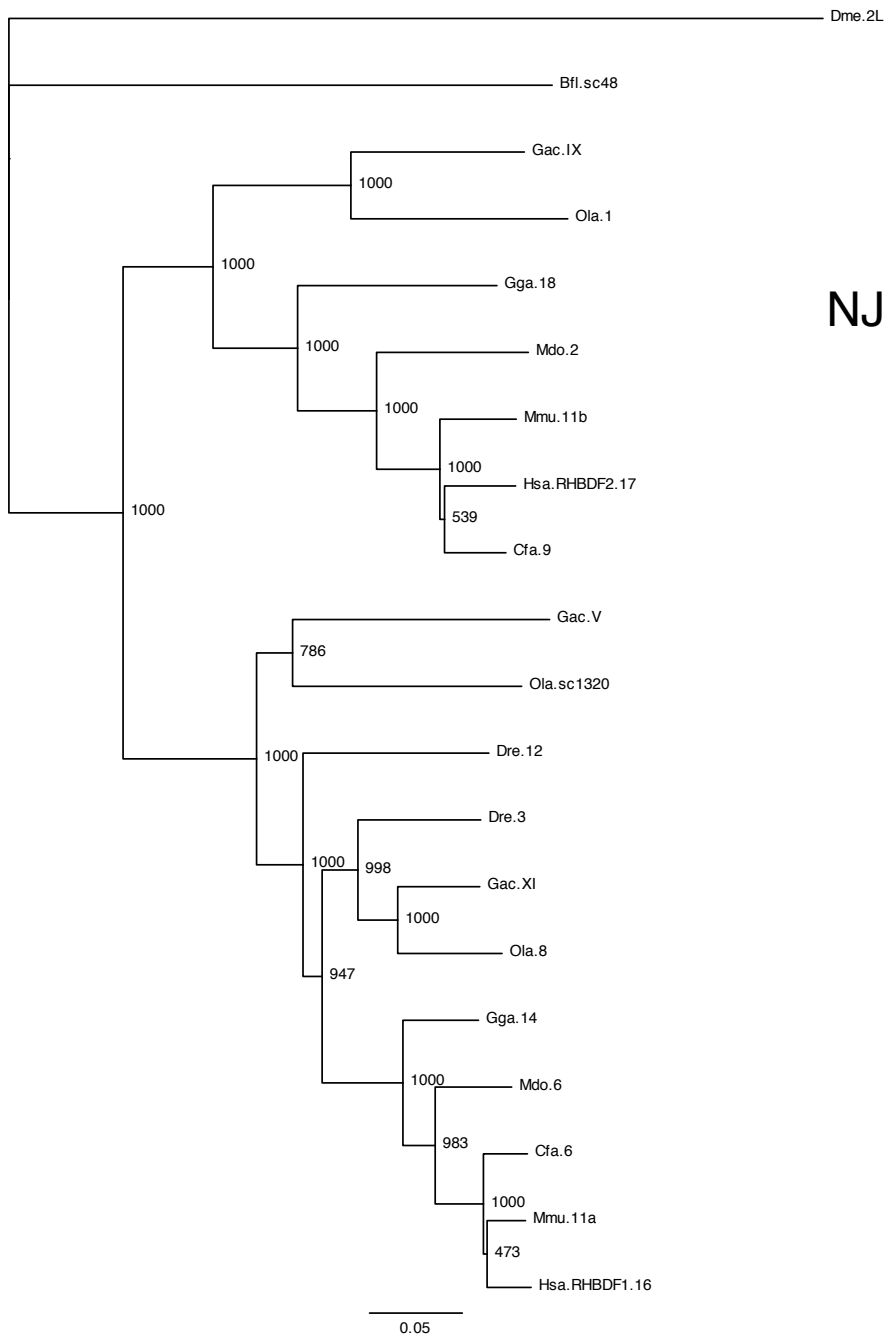 Dme.2L
Bfl.sc48
Gac.IX
1000
Ola.1
1000
Gga.18
NJ
1000
Mdo.2
1000
Mmu.11b
1000
Hsa.RHBDF2.17
1000
539
Cfa.9
Gac.V
786
Ola.sc1320
Dre.12
1000
Dre.3
1000
998
Gac.XI
1000
Ola.8
947
Gga.14
1000
Mdo.6
983
Cfa.6
1000
Mmu.11a
473
Hsa.RHBDF1.16
0.05